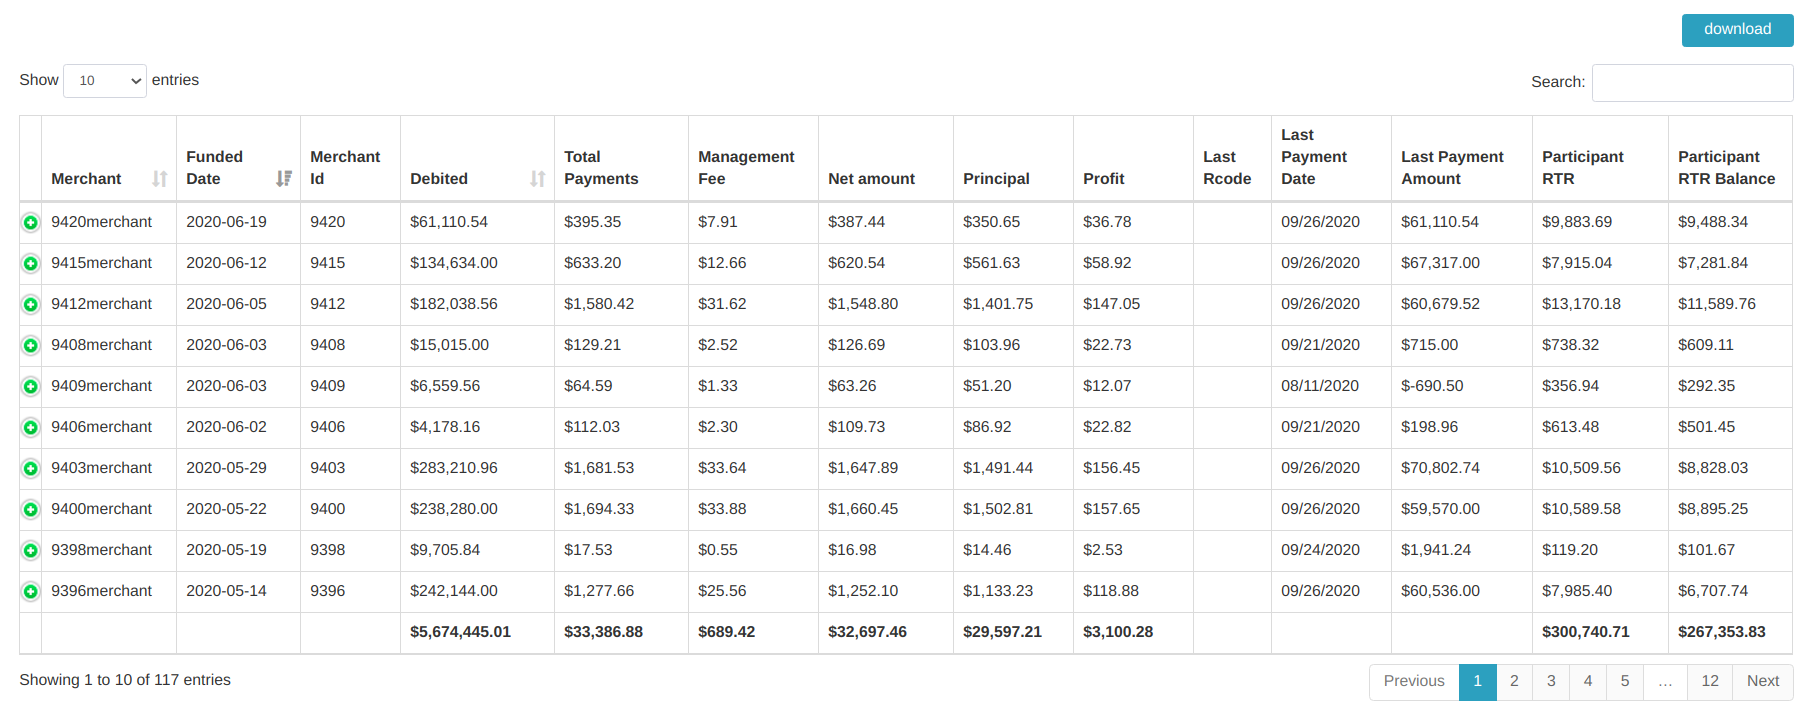 download
Show 10 entries Search:
Merchant Funded Date Merchant Id Debited Total Payments Management Fee Net amount Principal Profit Last Rcode Last Payment Date Last Payment Amount Participant RTR Participant RTR Balance
9420merchant 2020-06-19 9420 $61,110.54 $395.35 $7.91 $387.44 $350.65 $36.78 09/26/2020 $61,110.54 $9,883.69 $9,488.34
9415merchant 2020-06-12 9415 $134,634.00 $633.20 $12.66 $620.54 $561.63 $58.92 09/26/2020 $67,317.00 $7,915.04 $7,281.84
9412merchant 2020-06-05 9412 $182,038.56 $1,580.42 $31.62 $1,548.80 $1,401.75 $147.05 09/26/2020 $60,679.52 $13,170.18 $11,589.76
9408merchant 2020-06-03 9408 $15,015.00 $129.21 $2.52 $126.69 $103.96 $22.73 09/21/2020 $715.00 $738.32 $609.11
9409merchant 2020-06-03 9409 $6,559.56 $64.59 $1.33 $63.26 $51.20 $12.07 08/11/2020 $-690.50 $356.94 $292.35
9406merchant 2020-06-02 9406 $4,178.16 $112.03 $2.30 $109.73 $86.92 $22.82 09/21/2020 $198.96 $613.48 $501.45
9403merchant 2020-05-29 9403 $283,210.96 $1,681.53 $33.64 $1,647.89 $1,491.44 $156.45 09/26/2020 $70,802.74 $10,509.56 $8,828.03
9400merchant 2020-05-22 9400 $238,280.00 $1,694.33 $33.88 $1,660.45 $1,502.81 $157.65 09/26/2020 $59,570.00 $10,589.58 $8,895.25
9398merchant 2020-05-19 9398 $9,705.84 $17.53 $0.55 $16.98 $14.46 $2.53 09/24/2020 $1,941.24 $119.20 $101.67
9396merchant 2020-05-14 9396 $242,144.00 $1,277.66 $25.56 $1,252.10 $1,133.23 $118.88 09/26/2020 $60,536.00 $7,985.40 $6,707.74
$5,674,445.01 $33,386.88 $689.42 $32,697.46 $29,597.21 $3,100.28 $300,740.71 $267,353.83
Showing 1 to 10 of 117 entries Previous 1 2 3 4 5 … 12 Next